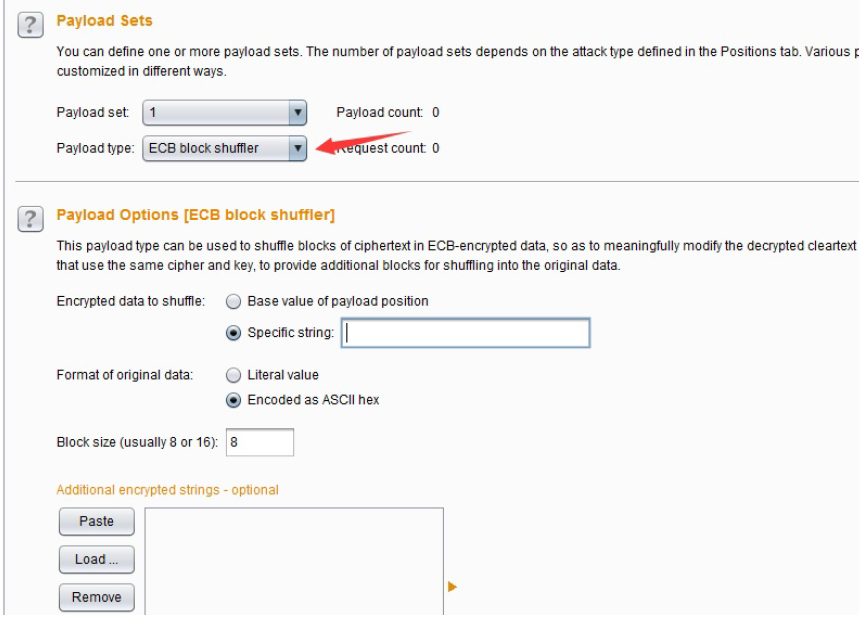 Payload Sets
You can define one or more payload sets. The number of payload sets depends on the attack type defined in the Positions tab. Various
customized in different ways.
Payload set: 1 Payload count: 0
Payload type: ECB block shuffler Request count: 0
Payload Options [ECB block shuffler]
This payload type can be used to shuffle blocks of ciphertext in ECB-encrypted data, so as to meaningfully modify the decrypted cleartext
that use the same cipher and key, to provide additional blocks for shuffling into the original data.
Encrypted data to shuffle: Base value of payload position
Specific string:
Format of original data: Literal value
Encoded as ASCII hex
Block size (usually 8 or 16): 8
Additional encrypted strings - optional
Paste
Load ...
Remove